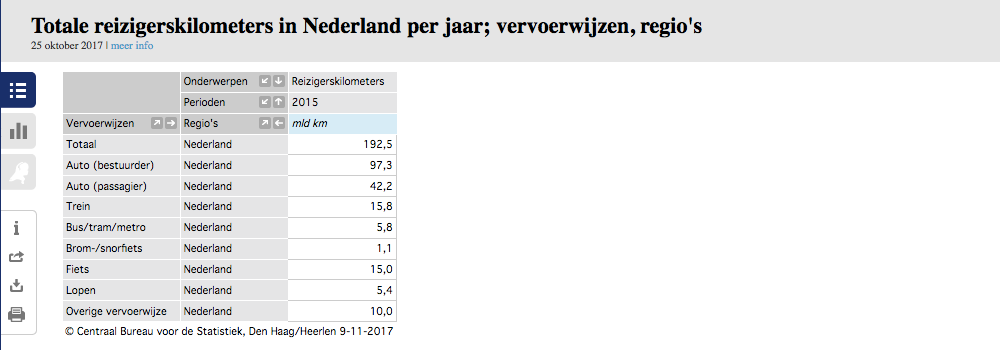 Totale reizigerskilometers in Nederland per jaar; vervoerwijzen, regio's
25 oktober 2017 | meer info
Onderwerpen Reizigerskilometers
Perioden 2015
Vervoerwijzen Regio's mld km
Totaal Nederland 192,5
Auto (bestuurder) Nederland 97,3
Auto (passagier) Nederland 42,2
Trein Nederland 15,8
Bus/tram/metro Nederland 5,8
Brom-/snorfiets Nederland 1,1
Fiets Nederland 15,0
Lopen Nederland 5,4
Overige vervoerwijze Nederland 10,0
© Centraal Bureau voor de Statistiek, Den Haag/Heerlen 9-11-2017